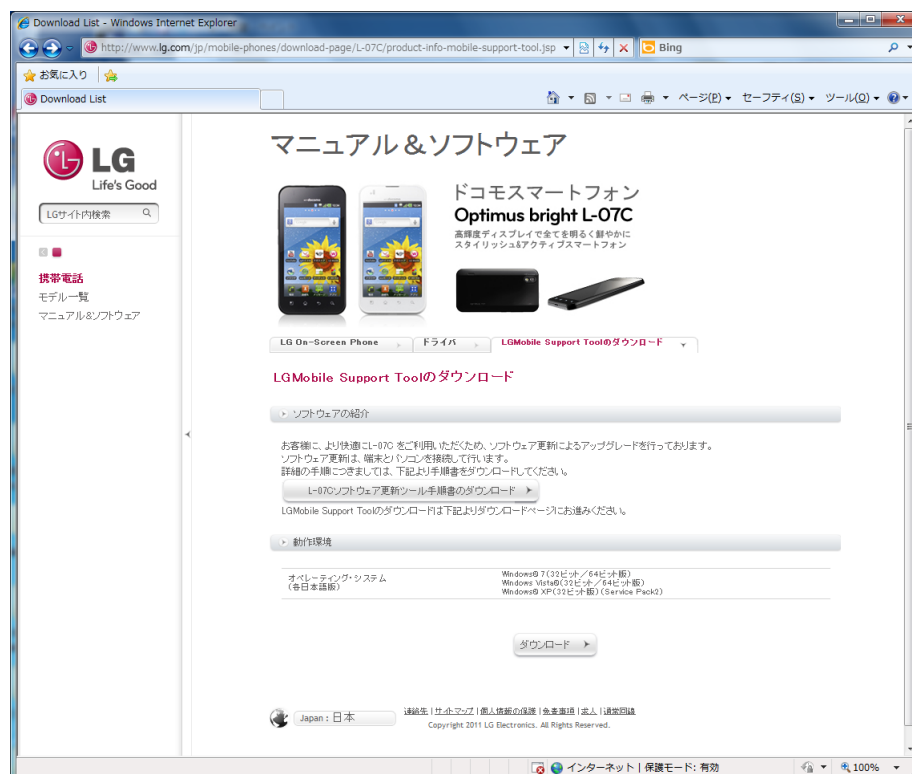 Download List - Windows Internet Explorer
http://www.lg.com/jp/mobile-phones/download-page/L-07C/product-info-mobile-support-tool.jsp
Bing
お気に入り
Download List
ページ(P)
セーフティ(S)
ツール(O)
LG
Life's Good
LGサイト内検索
携帯電話
モデル一覧
マニュアル&ソフトウェア
マニュアル&ソフトウェア
ドコモスマートフォン
Optimus bright L-07C
高輝度ディスプレイで全てを明るく鮮やかに
スタイリッシュ&アクティブスマートフォン
LG On-Screen Phone
ドライバ
LGMobile Support Toolのダウンロード
LGMobile Support Toolのダウンロード
ソフトウェアの紹介
お客様に、より快適にL-07C をご利用いただくため、ソフトウェア更新によるアップグレードを行っております。
ソフトウェア更新は、端末とパソコンを接続して行います。
詳細の手順につきましては、下記より手順書をダウンロードしてください。
L-07Cソフトウェア更新ツール手順書のダウンロード
LGMobile Support Toolのダウンロードは下記よりダウンロードページにお進みください。
動作環境
オペレーティング・システム
(各日本語版)
Windows® 7(32ビット/64ビット版)
Windows Vista®(32ビット/64ビット版)
Windows® XP(32ビット版)(Service Pack2)
ダウンロード
Japan : 日本
連絡先 | サイトマップ | 個人情報の保護 | 免責事項 | 求人 | 通常回線
Copyright 2011 LG Electronics. All Rights Reserved.
インターネット | 保護モード: 有効
100%